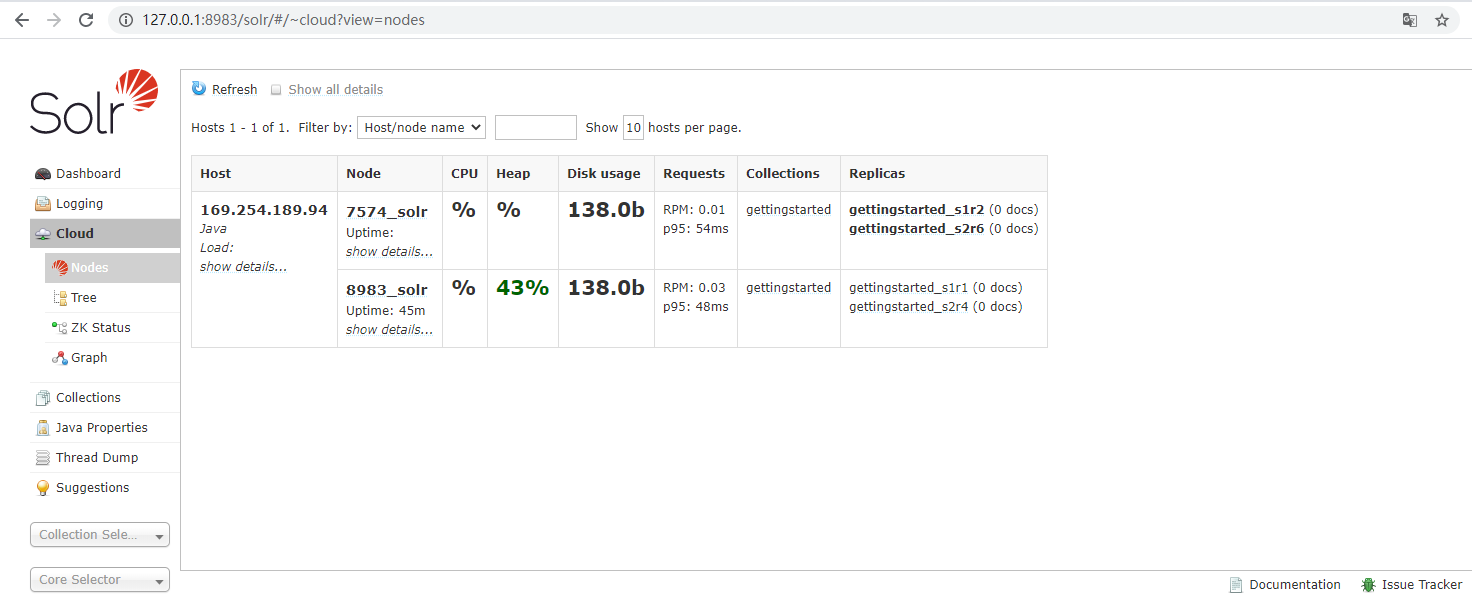 127.0.0.1:8983/solr/#/~cloud?view=nodes
Solr
Refresh Show all details
Hosts 1 - 1 of 1. Filter by: Host/node name Show 10 hosts per page.
Host Node CPU Heap Disk usage Requests Collections Replicas
169.254.189.94
Java
Load:
show details...
7574_solr
Uptime:
show details...
%
%
138.0b
RPM: 0.01
p95: 54ms
gettingstarted
gettingstarted_s1r2 (0 docs)
gettingstarted_s2r6 (0 docs)
8983_solr
Uptime: 45m
show details...
%
43%
138.0b
RPM: 0.03
p95: 48ms
gettingstarted
gettingstarted_s1r1 (0 docs)
gettingstarted_s2r4 (0 docs)
Dashboard
Logging
Cloud
Nodes
Tree
ZK Status
Graph
Collections
Java Properties
Thread Dump
Suggestions
Collection Sele...
Core Selector
Documentation Issue Tracker